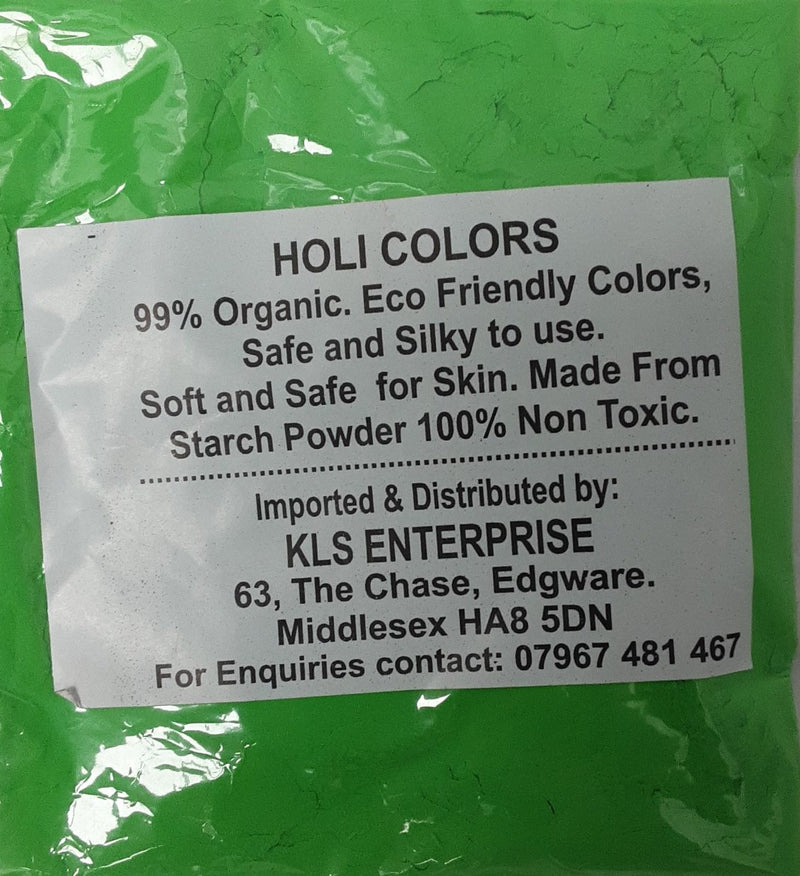 HOLI COLORS
99% Organic. Eco Friendly Colors,
Safe and Silky to use.
Soft and Safe for Skin. Made From
Starch Powder 100% Non Toxic.
Imported & Distributed by:
KLS ENTERPRISE
63, The Chase, Edgware.
Middlesex HA8 5DN
For Enquiries contact: 07967 481 467